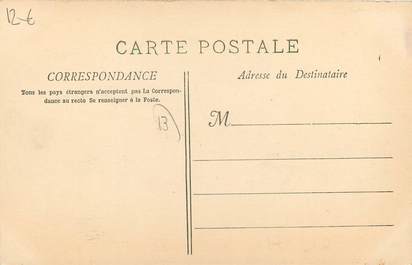 12 €
CARTE POSTALE
CORRESPONDANCE
Tous les pays étrangers n'acceptent pas La Correspon-
dance au recto Se renseigner à la Poste.
13
Adresse du Destinataire
M